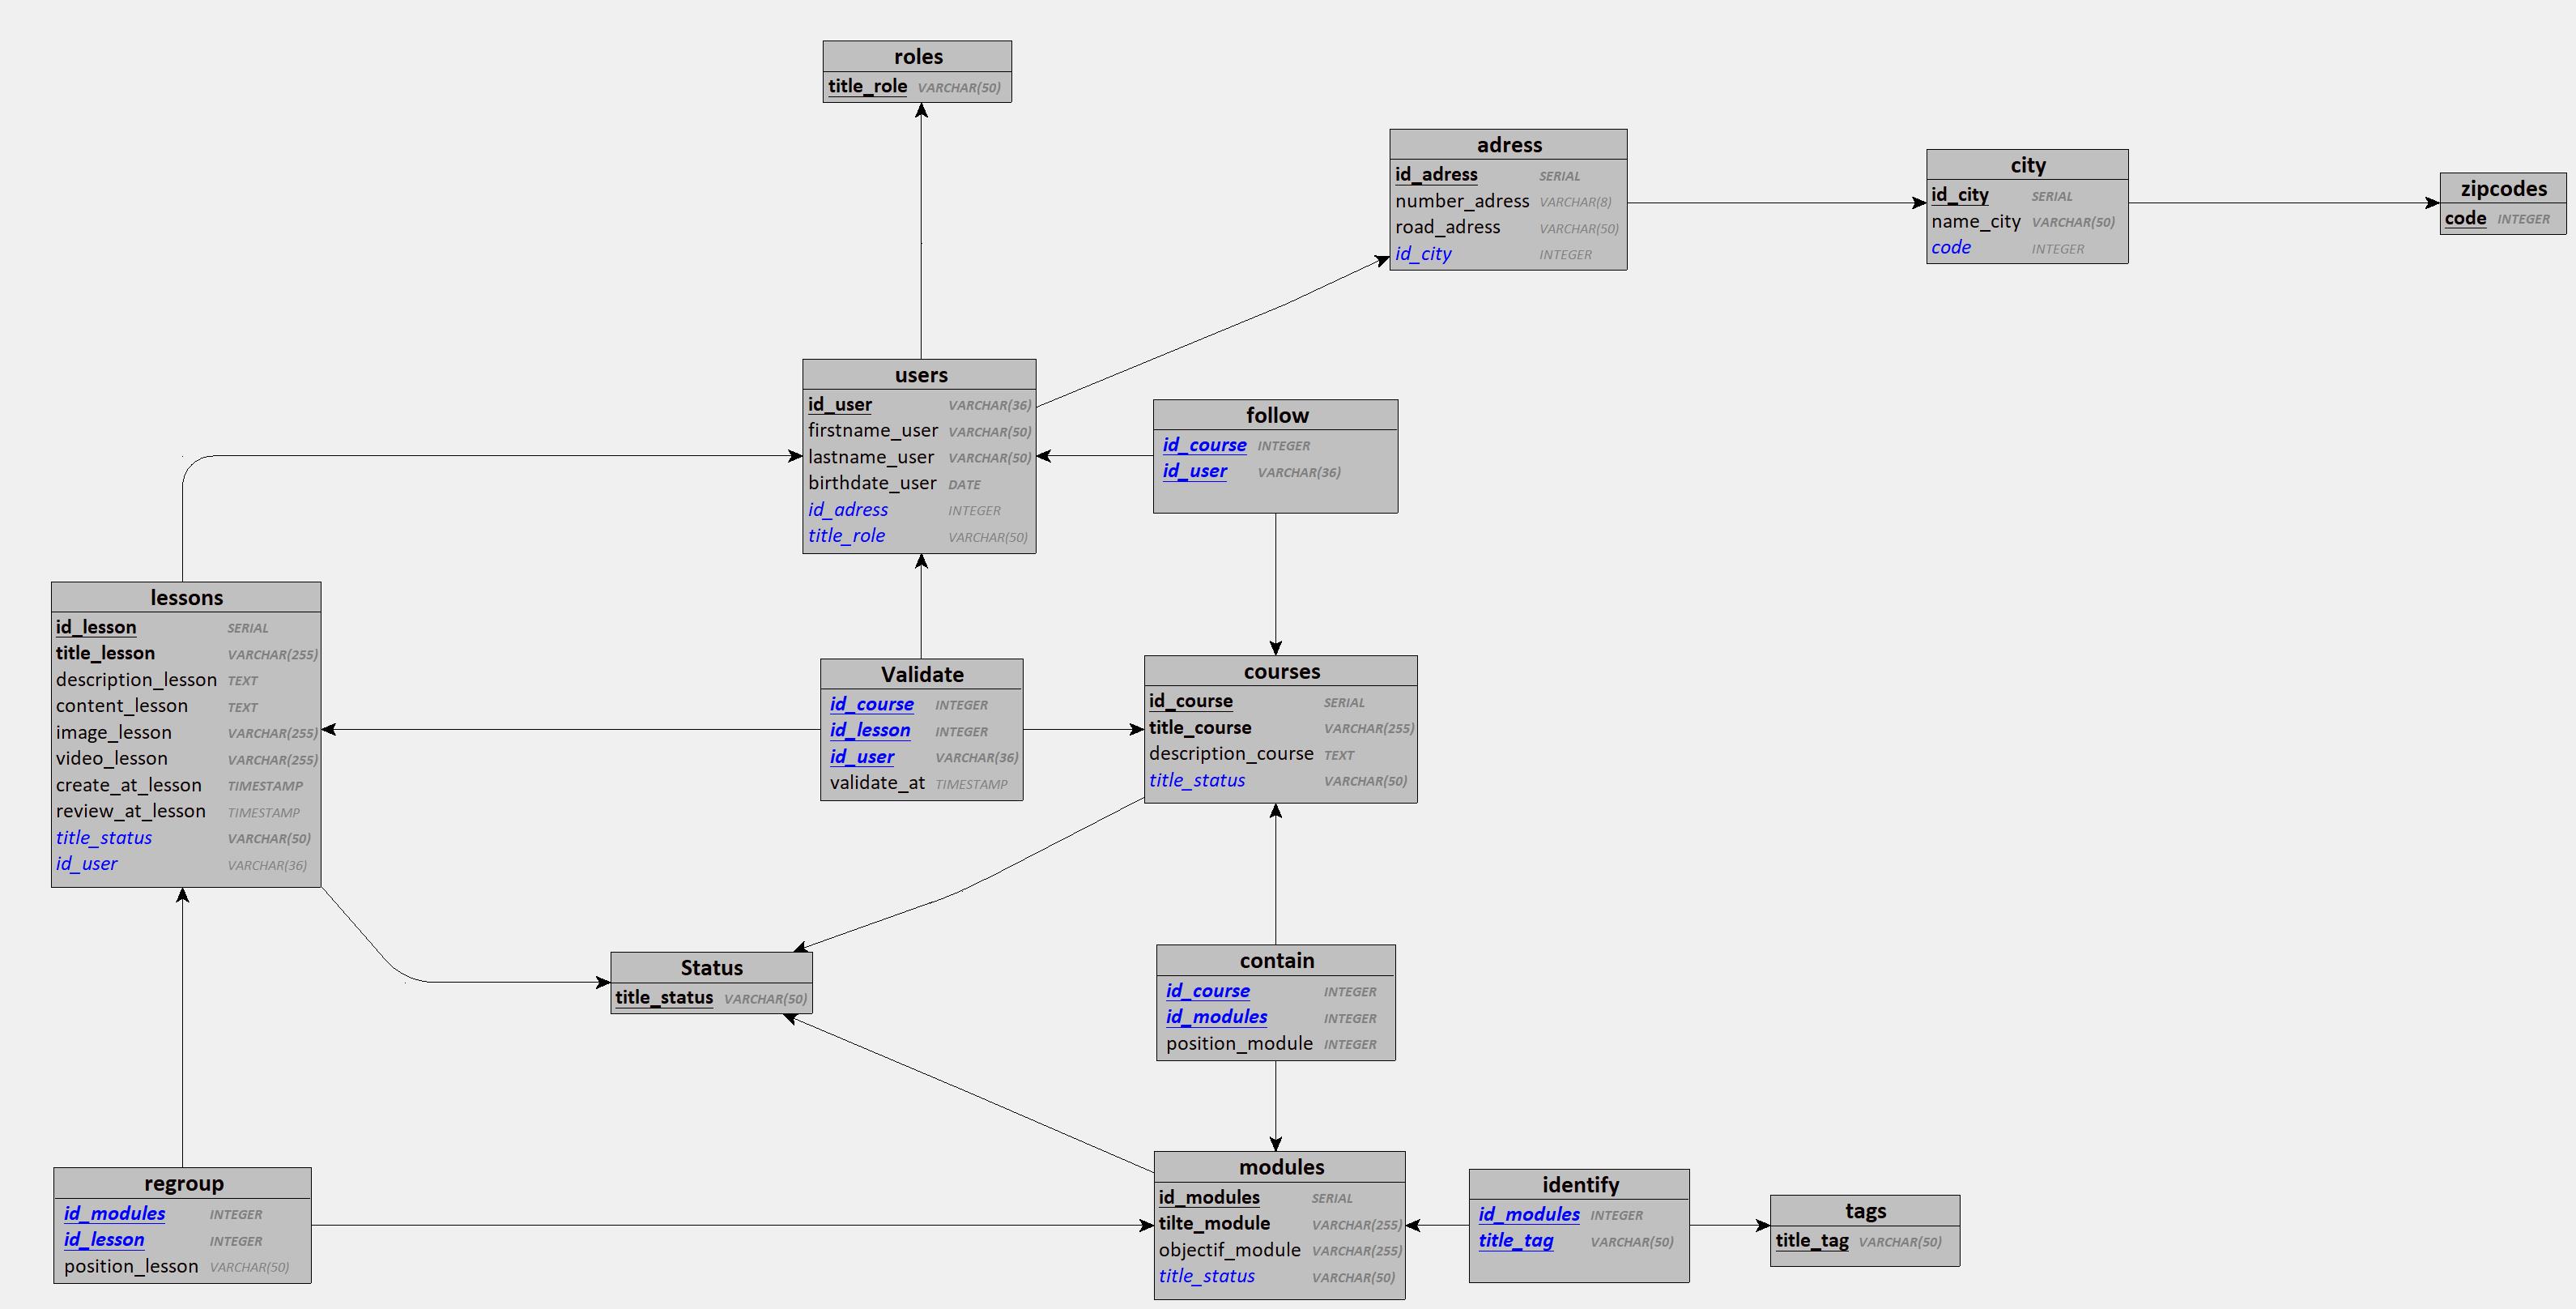 roles
title_role VARCHAR(50)
adress
id_adress SERIAL
number_adress VARCHAR(8)
road_adress VARCHAR(50)
id_city INTEGER
city
id_city SERIAL
name_city VARCHAR(50)
code INTEGER
zipcodes
code INTEGER
users
id_user VARCHAR(36)
firstname_user VARCHAR(50)
lastname_user VARCHAR(50)
birthdate_user DATE
id_adress INTEGER
title_role VARCHAR(50)
follow
id_course INTEGER
id_user VARCHAR(36)
lessons
id_lesson SERIAL
title_lesson VARCHAR(255)
description_lesson TEXT
content_lesson TEXT
image_lesson VARCHAR(255)
video_lesson VARCHAR(255)
create_at_lesson TIMESTAMP
review_at_lesson TIMESTAMP
title_status VARCHAR(50)
id_user VARCHAR(36)
Validate
id_course INTEGER
id_lesson INTEGER
id_user VARCHAR(36)
validate_at TIMESTAMP
courses
id_course SERIAL
title_course VARCHAR(255)
description_course TEXT
title_status VARCHAR(50)
Status
title_status VARCHAR(50)
contain
id_course INTEGER
id_modules INTEGER
position_module INTEGER
regroup
id_modules INTEGER
id_lesson INTEGER
position_lesson VARCHAR(50)
modules
id_modules SERIAL
tilte_module VARCHAR(255)
objectif_module VARCHAR(255)
title_status VARCHAR(50)
identify
id_modules INTEGER
title_tag VARCHAR(50)
tags
title_tag VARCHAR(50)